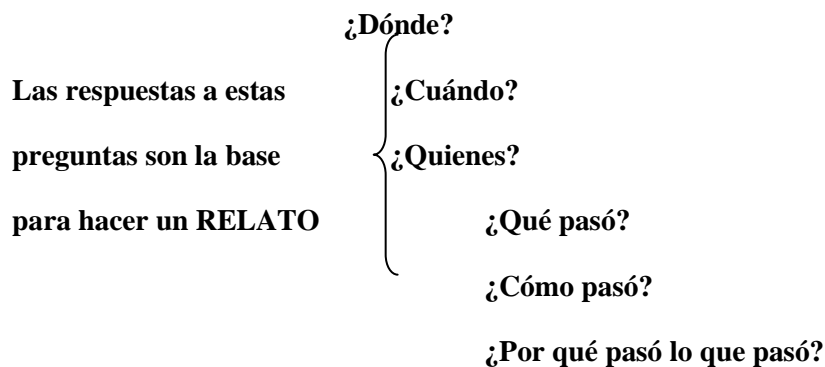 ¿Dónde?
Las respuestas a estas ¿Cuándo?
preguntas son la base ¿Quienes?
para hacer un RELATO ¿Qué pasó?
¿Cómo pasó?
¿Por qué pasó lo que pasó?